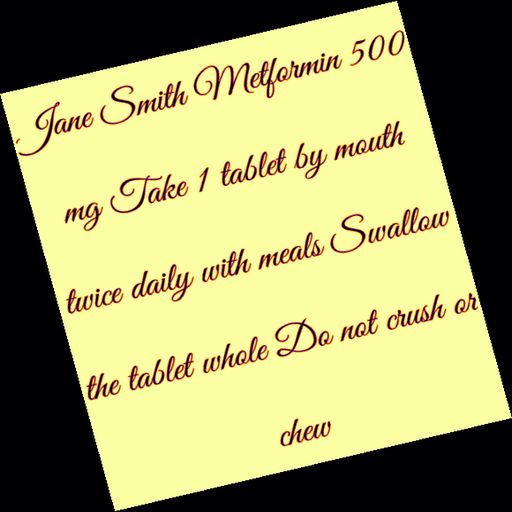 Jane Smith Metformin 500
mg Take 1 tablet by mouth
twice daily with meals Swallow
the tablet whole Do not crush or
chew